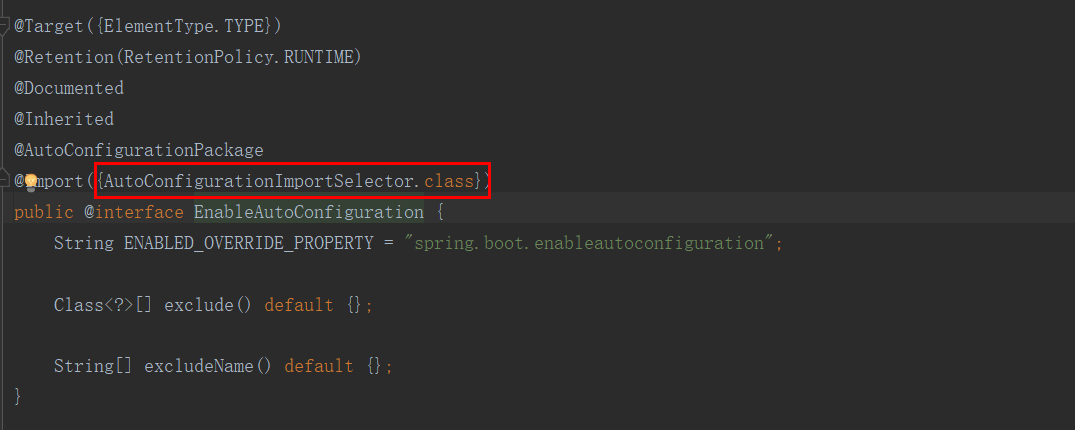 @Target({ElementType.TYPE})
@Retention(RetentionPolicy.RUNTIME)
@Documented
@Inherited
@AutoConfigurationPackage
@Import({AutoConfigurationImportSelector.class})
public @interface EnableAutoConfiguration {
    String ENABLED_OVERRIDE_PROPERTY = "spring.boot.enableautoconfiguration";
    Class<?>[] exclude() default {};
    String[] excludeName() default {};
}